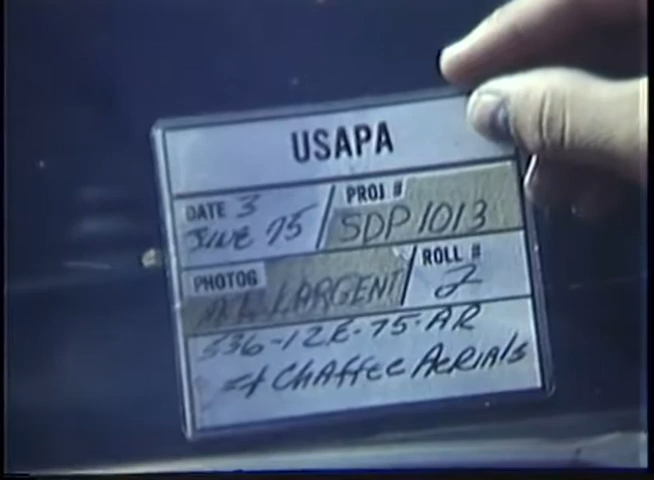 USAPA
DATE 3 PROJ #
JUNE 75 SDP 1013
PHOTOG ROLL #
LARGENT 2
536-12E-75-AR
Ft Chaffee Aerials